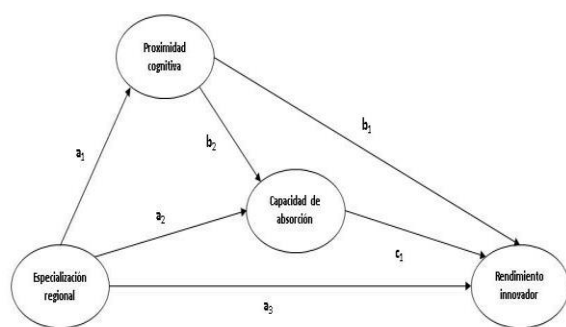 Proximidad
cognitiva
b₁
a₁
b₂
Capacidad de
absorción
a₂
c₁
Especialización
regional
Rendimiento
innovador
a₃